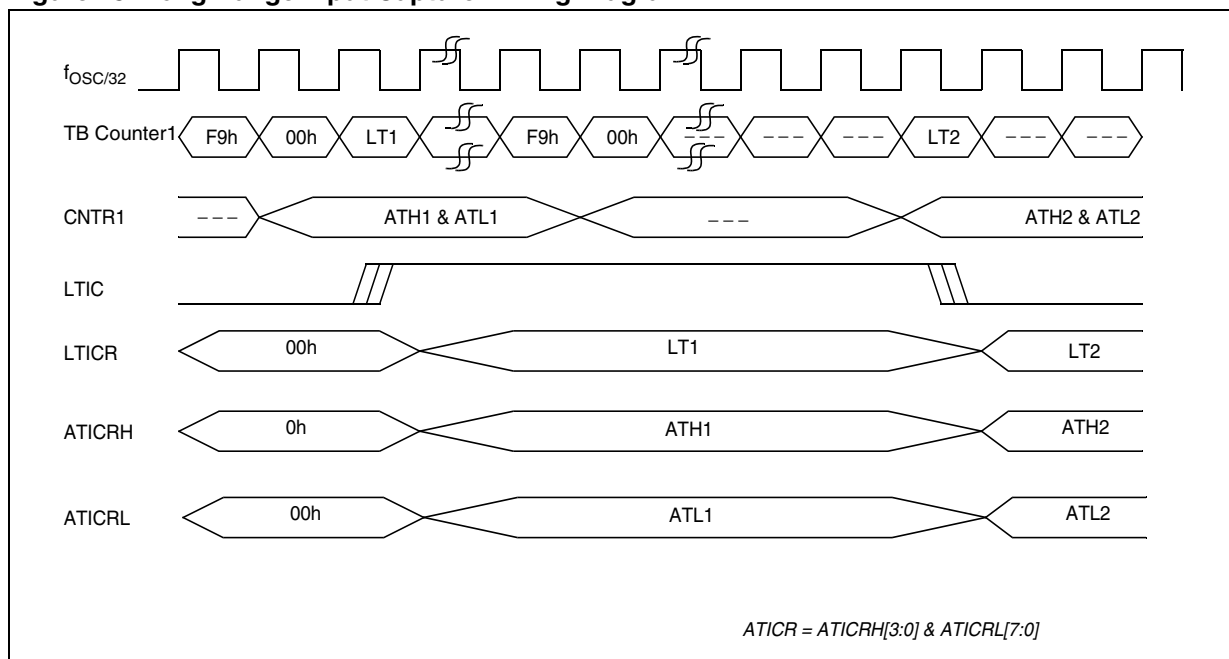 f_OSC/32
TB Counter1 F9h 00h LT1 F9h 00h --- --- --- LT2 --- ---
CNTR1 --- ATH1 & ATL1 --- ATH2 & ATL2
LTIC
LTICR 00h LT1 LT2
ATICRH 0h ATH1 ATH2
ATICRL 00h ATL1 ATL2
ATICR = ATICRH[3:0] & ATICRL[7:0]